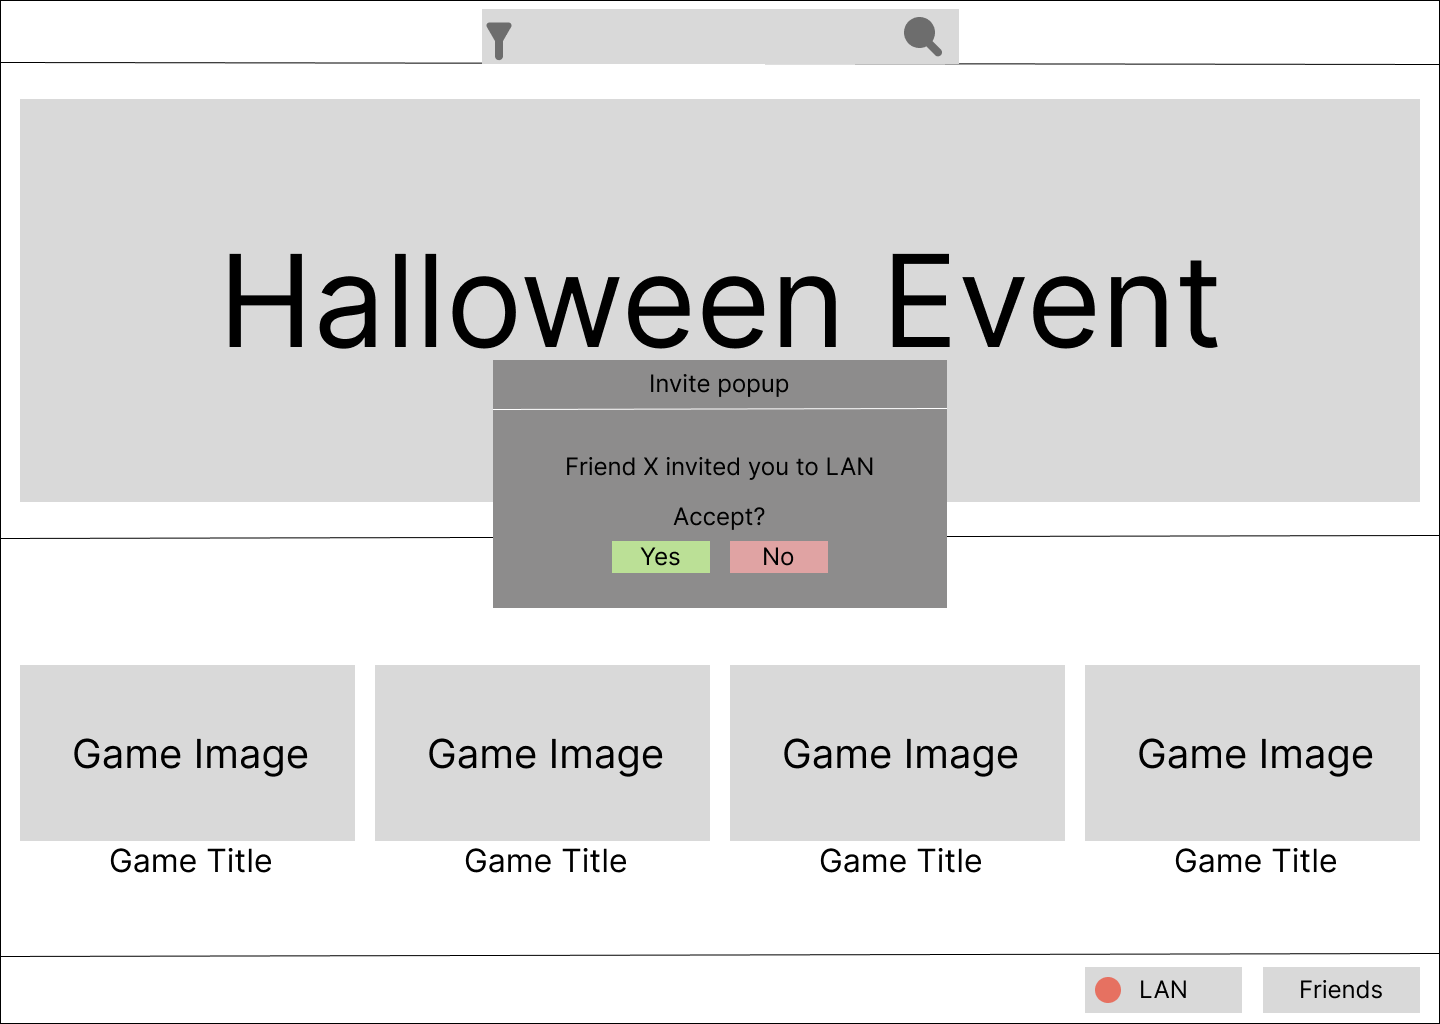 Halloween Event
Invite popup
Friend X invited you to LAN
Accept?
Yes No
Game Image Game Image Game Image Game Image
Game Title Game Title Game Title Game Title
LAN Friends